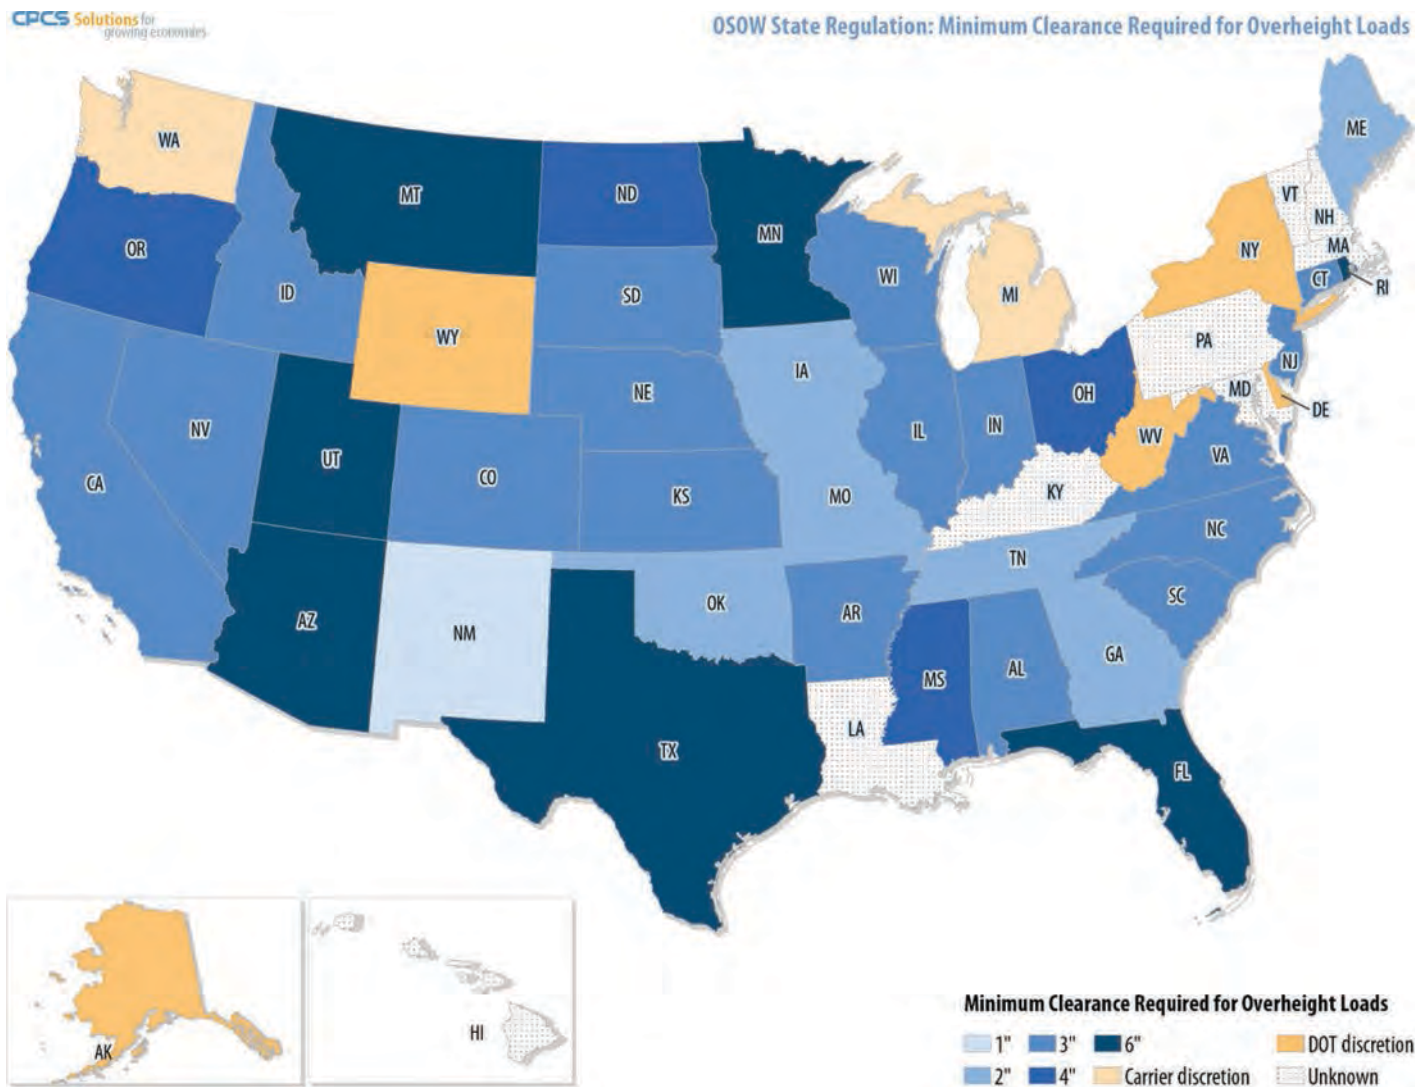 CPCS Solutions for
growing economies
OSOW State Regulation: Minimum Clearance Required for Overheight Loads
WA
MT
ND
MN
ME
VT
NH
OR
ID
SD
WI
MI
NY
MA
CT
RI
WY
IA
PA
NJ
NE
OH
MD
DE
NV
UT
CO
IL
IN
WV
VA
CA
KS
MO
KY
NC
TN
AZ
NM
OK
AR
SC
MS
AL
GA
TX
LA
FL
AK
HI
Minimum Clearance Required for Overheight Loads
1" 3" 6" DOT discretion
2" 4" Carrier discretion Unknown